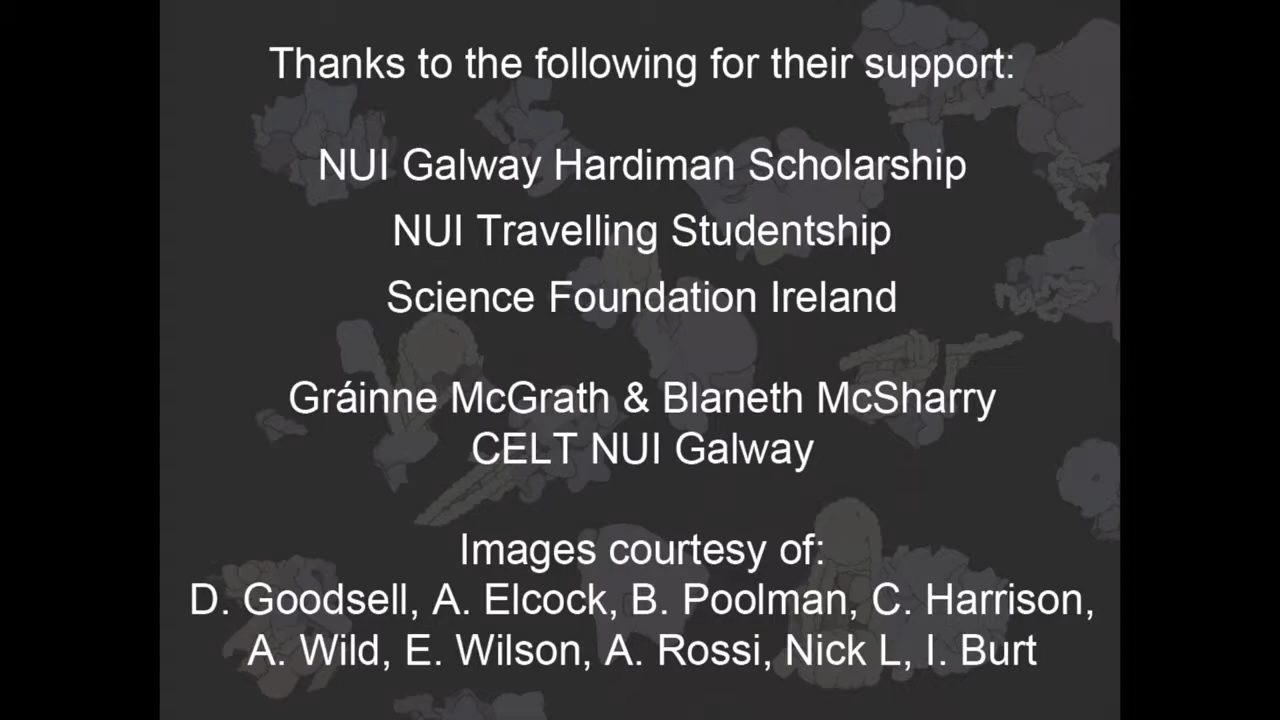 Thanks to the following for their support:
NUI Galway Hardiman Scholarship
NUI Travelling Studentship
Science Foundation Ireland
Gráinne McGrath & Blaneth McSharry
CELT NUI Galway
Images courtesy of:
D. Goodsell, A. Elcock, B. Poolman, C. Harrison,
A. Wild, E. Wilson, A. Rossi, Nick L, I. Burt